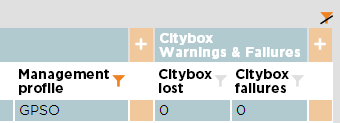 + Citybox
Warnings & Failures +
Management
profile
Citybox
lost
Citybox
failures
GPSO 0 0